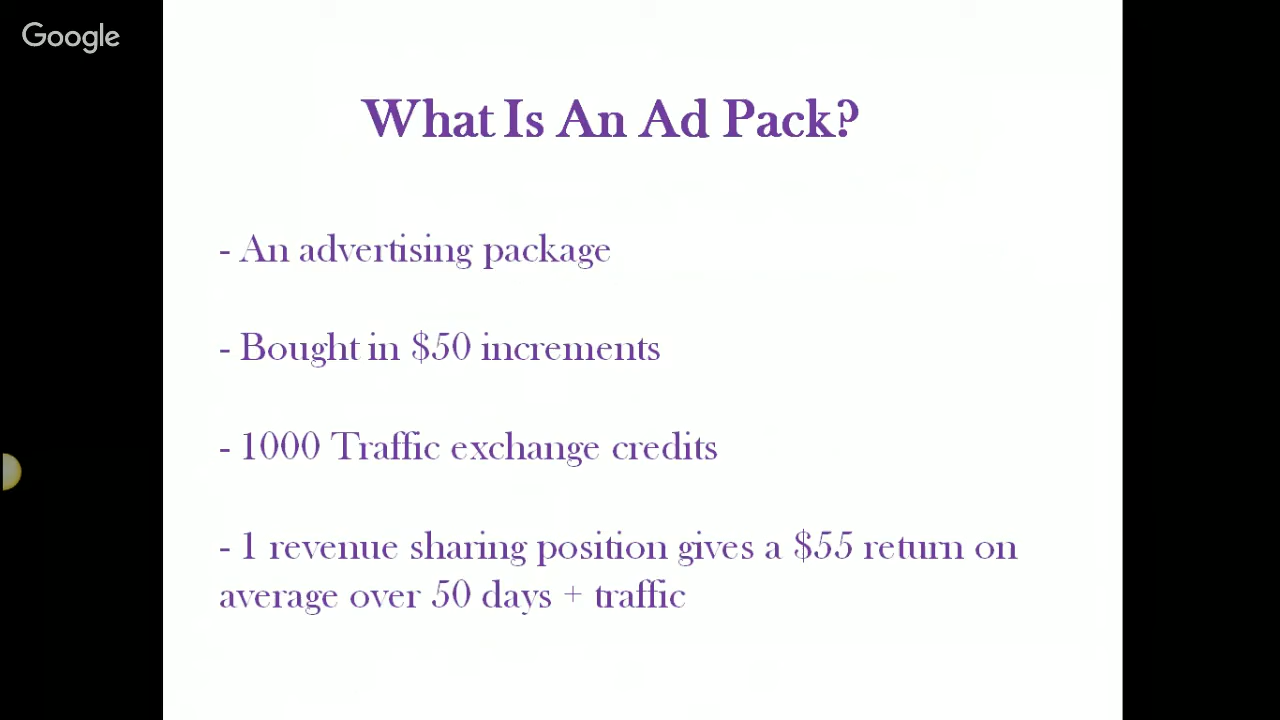 Google
What Is An Ad Pack?
- An advertising package
- Bought in $50 increments
- 1000 Traffic exchange credits
- 1 revenue sharing position gives a $55 return on
average over 50 days + traffic